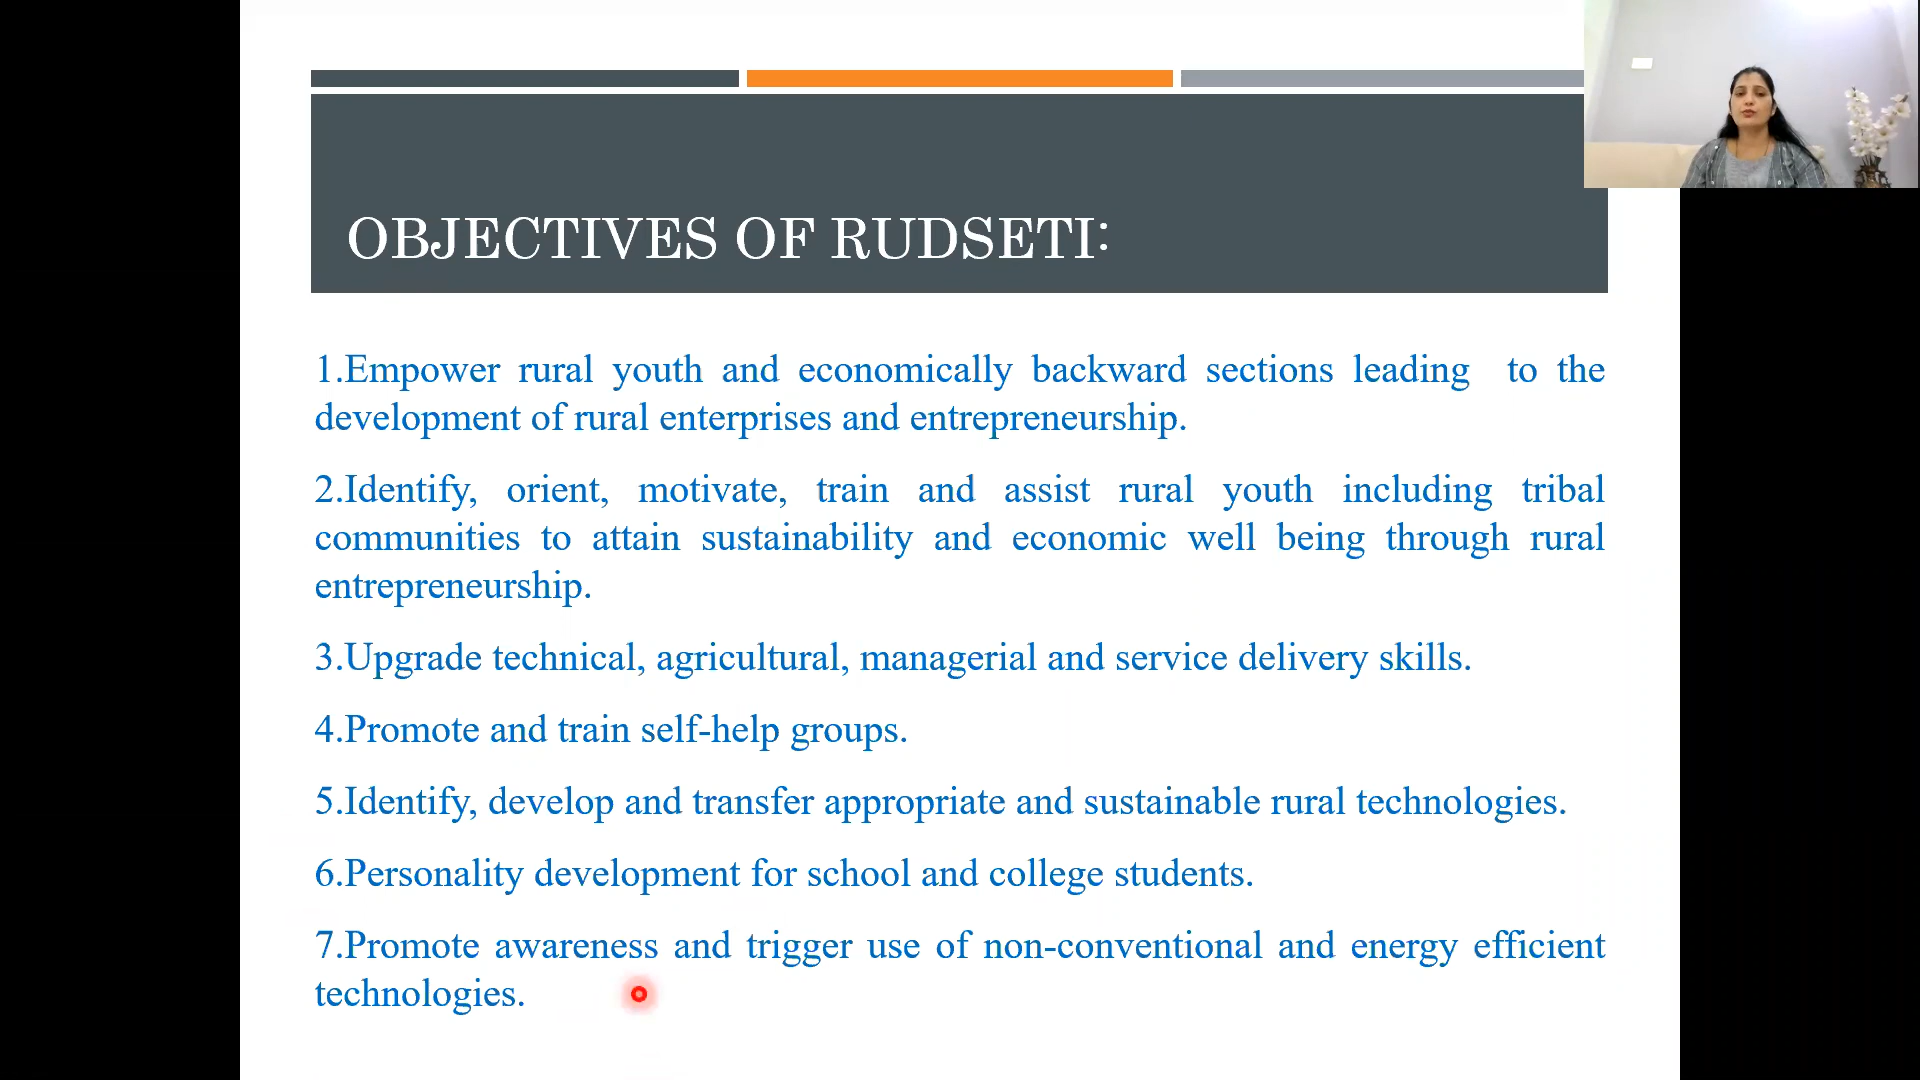 OBJECTIVES OF RUDSETI:
1.Empower rural youth and economically backward sections leading to the
development of rural enterprises and entrepreneurship.
2.Identify, orient, motivate, train and assist rural youth including tribal
communities to attain sustainability and economic well being through rural
entrepreneurship.
3.Upgrade technical, agricultural, managerial and service delivery skills.
4.Promote and train self-help groups.
5.Identify, develop and transfer appropriate and sustainable rural technologies.
6.Personality development for school and college students.
7.Promote awareness and trigger use of non-conventional and energy efficient
technologies.